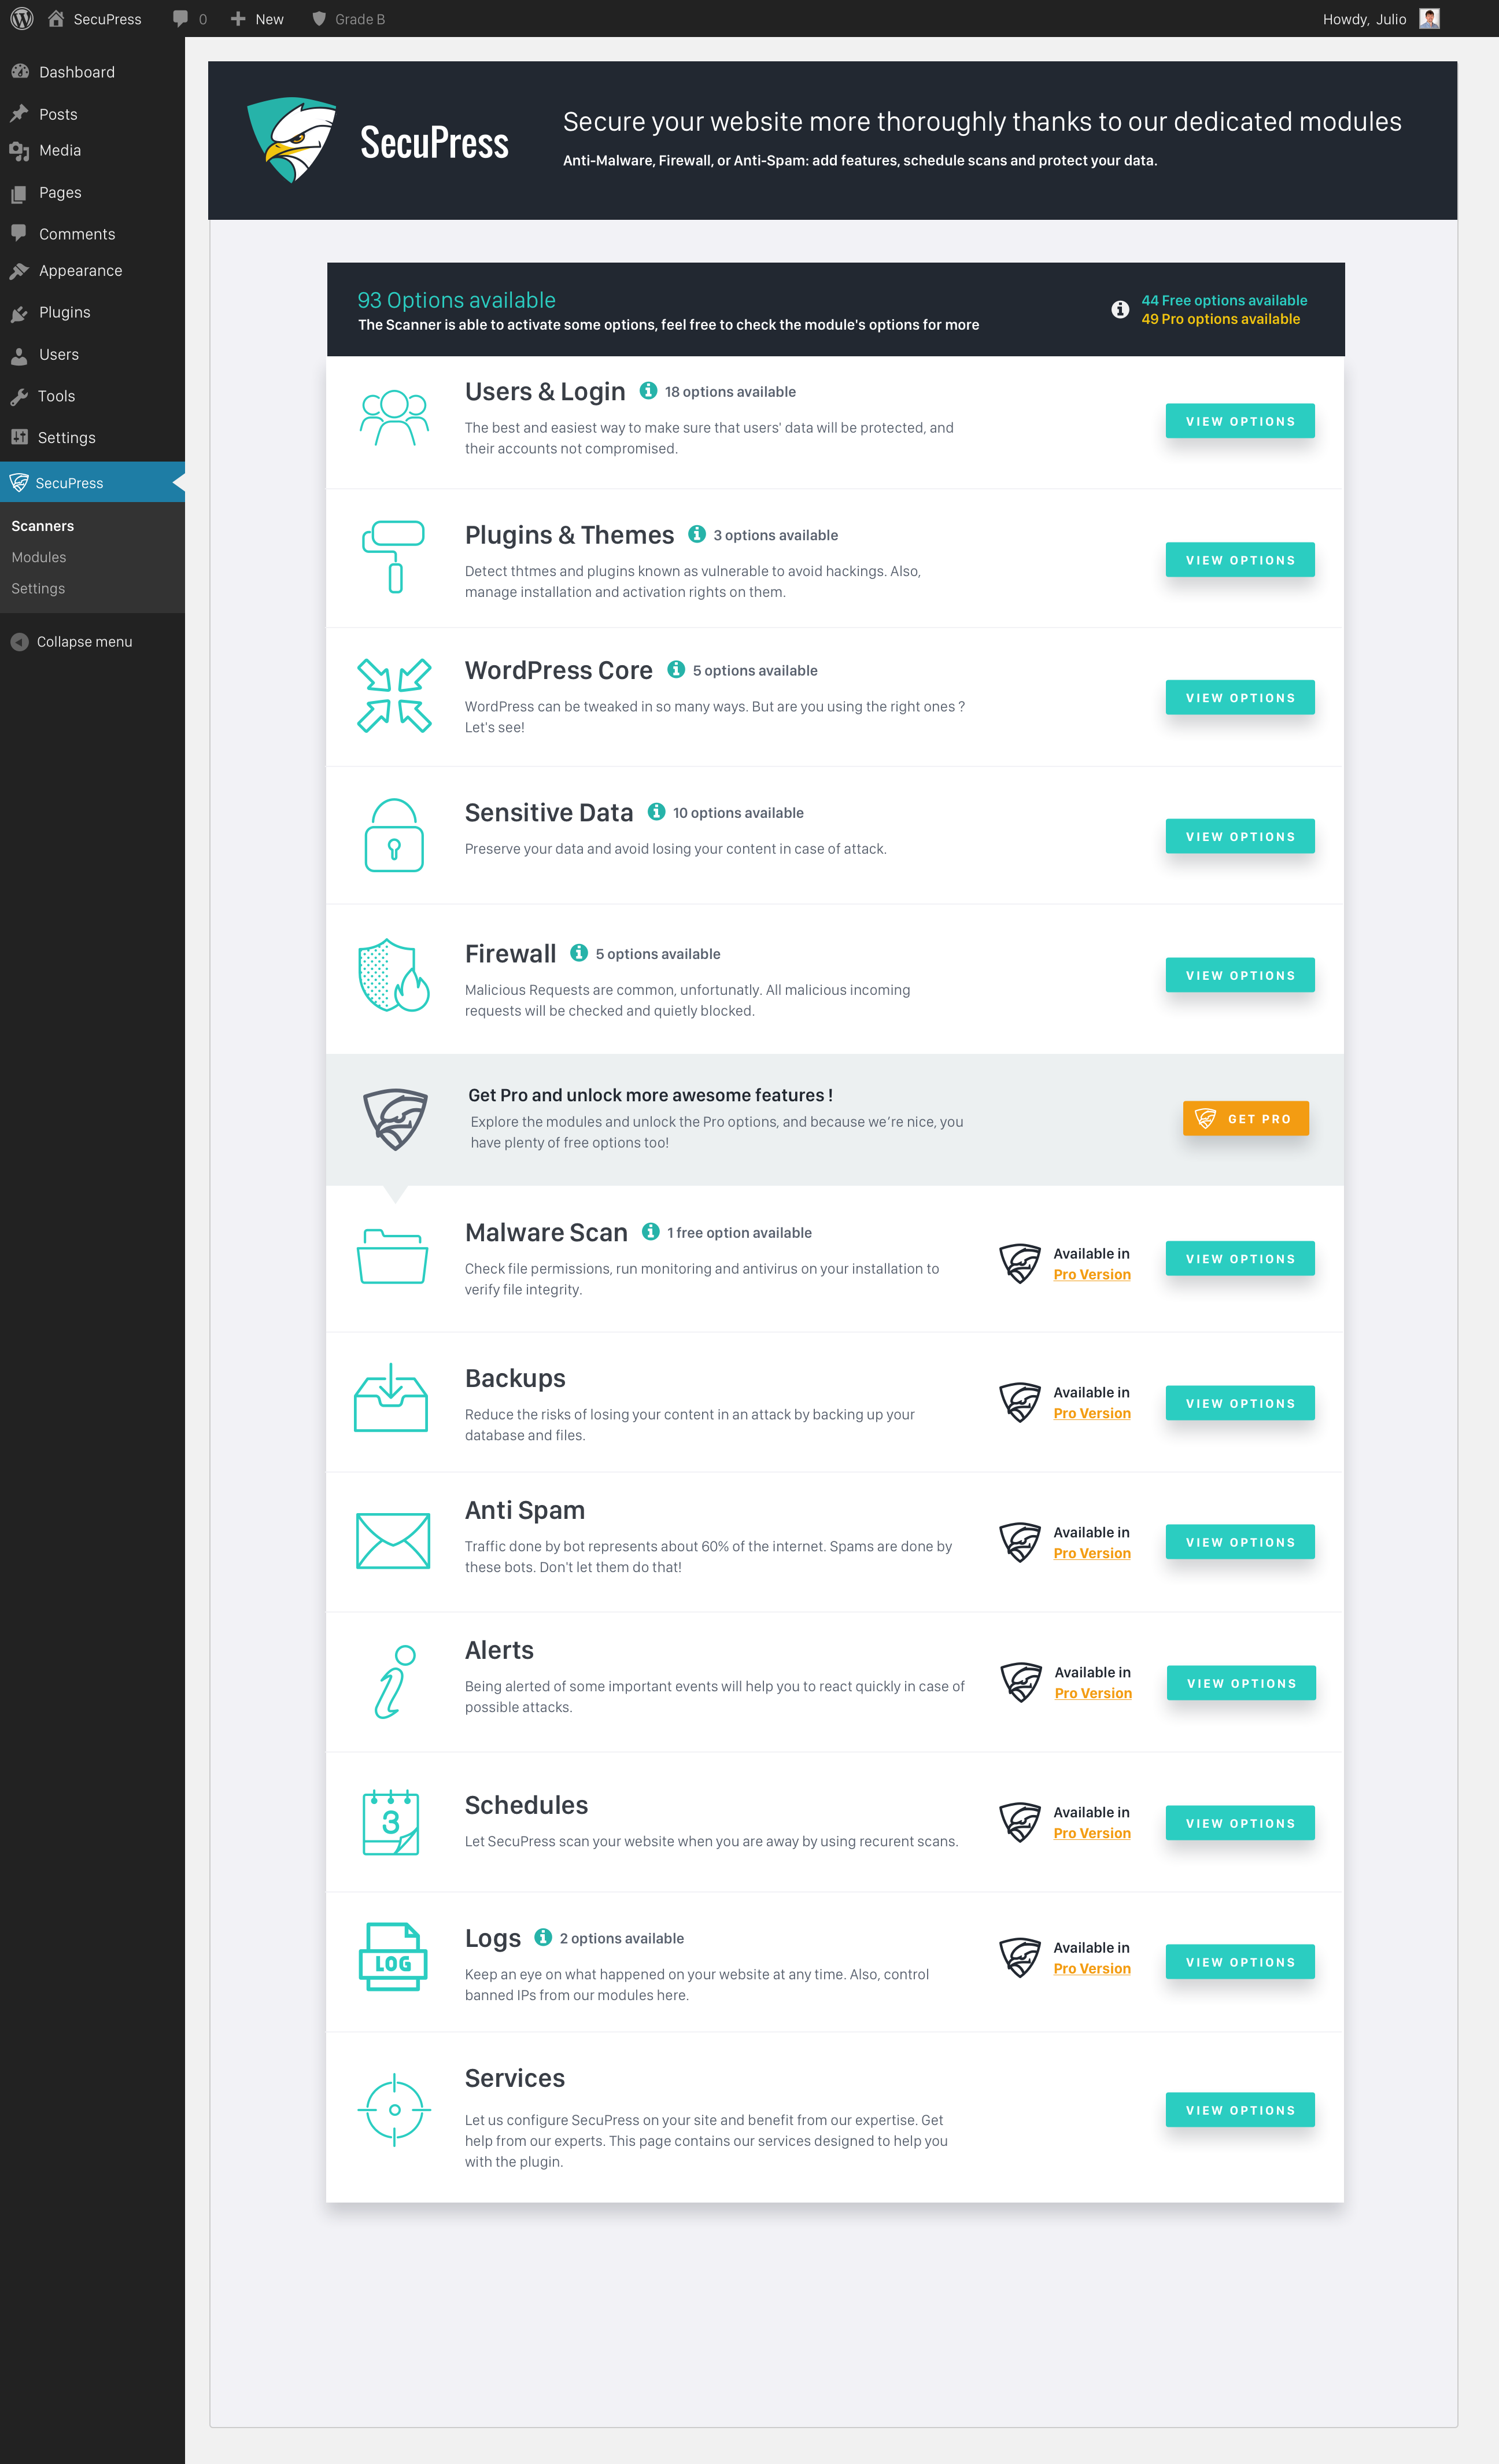 SecuPress
0
New
Grade B
Howdy, Julio
Dashboard
Posts
Media
Pages
Comments
Appearance
Plugins
Users
Tools
Settings
SecuPress
Scanners
Modules
Settings
Collapse menu
SecuPress
Secure your website more thoroughly thanks to our dedicated modules
Anti-Malware, Firewall, or Anti-Spam: add features, schedule scans and protect your data.
93 Options available
The Scanner is able to activate some options, feel free to check the module's options for more
44 Free options available
49 Pro options available
Users & Login
18 options available
The best and easiest way to make sure that users' data will be protected, and
their accounts not compromised.
VIEW OPTIONS
Plugins & Themes
3 options available
Detect thtmes and plugins known as vulnerable to avoid hackings. Also,
manage installation and activation rights on them.
VIEW OPTIONS
WordPress Core
5 options available
WordPress can be tweaked in so many ways. But are you using the right ones ?
Let's see!
VIEW OPTIONS
Sensitive Data
10 options available
Preserve your data and avoid losing your content in case of attack.
VIEW OPTIONS
Firewall
5 options available
Malicious Requests are common, unfortunatly. All malicious incoming
requests will be checked and quietly blocked.
VIEW OPTIONS
Get Pro and unlock more awesome features !
Explore the modules and unlock the Pro options, and because we're nice, you
have plenty of free options too!
GET PRO
Malware Scan
1 free option available
Check file permissions, run monitoring and antivirus on your installation to
verify file integrity.
Available in
Pro Version
VIEW OPTIONS
Backups
Reduce the risks of losing your content in an attack by backing up your
database and files.
Available in
Pro Version
VIEW OPTIONS
Anti Spam
Traffic done by bot represents about 60% of the internet. Spams are done by
these bots. Don't let them do that!
Available in
Pro Version
VIEW OPTIONS
Alerts
Being alerted of some important events will help you to react quickly in case of
possible attacks.
Available in
Pro Version
VIEW OPTIONS
3
Schedules
Let SecuPress scan your website when you are away by using recurent scans.
Available in
Pro Version
VIEW OPTIONS
LOG
Logs
2 options available
Keep an eye on what happened on your website at any time. Also, control
banned IPs from our modules here.
Available in
Pro Version
VIEW OPTIONS
Services
Let us configure SecuPress on your site and benefit from our expertise. Get
help from our experts. This page contains our services designed to help you
with the plugin.
VIEW OPTIONS